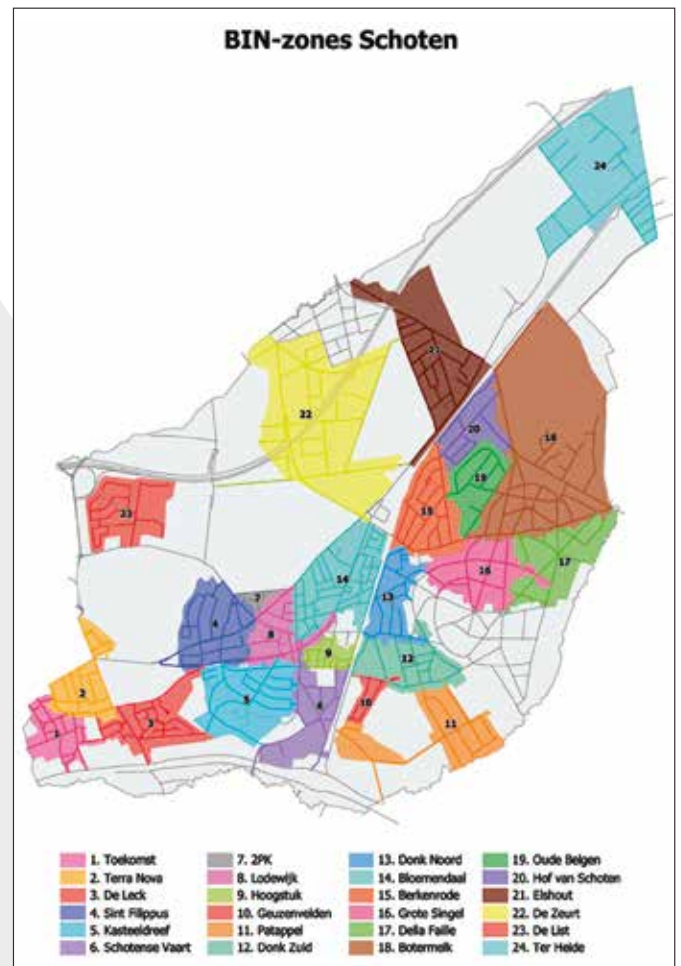 BIN-zones Schoten
24
21
22
20
18
19
23
15
17
16
14
13
7
4
8
9
12
2
5
6
10
11
3
1
1. Toekomst
2. Terra Nova
3. De Leck
4. Sint Filippus
5. Kasteeldreef
6. Schotense Vaart
7. 2PK
8. Lodewijk
9. Hoogstuk
10. Geuzenvelden
11. Patappel
12. Donk Zuid
13. Donk Noord
14. Bloemendaal
15. Berkenrode
16. Grote Singel
17. Della Faille
18. Botermelk
19. Oude Belgen
20. Hof van Schoten
21. Elshout
22. De Zeurt
23. De List
24. Ter Heide